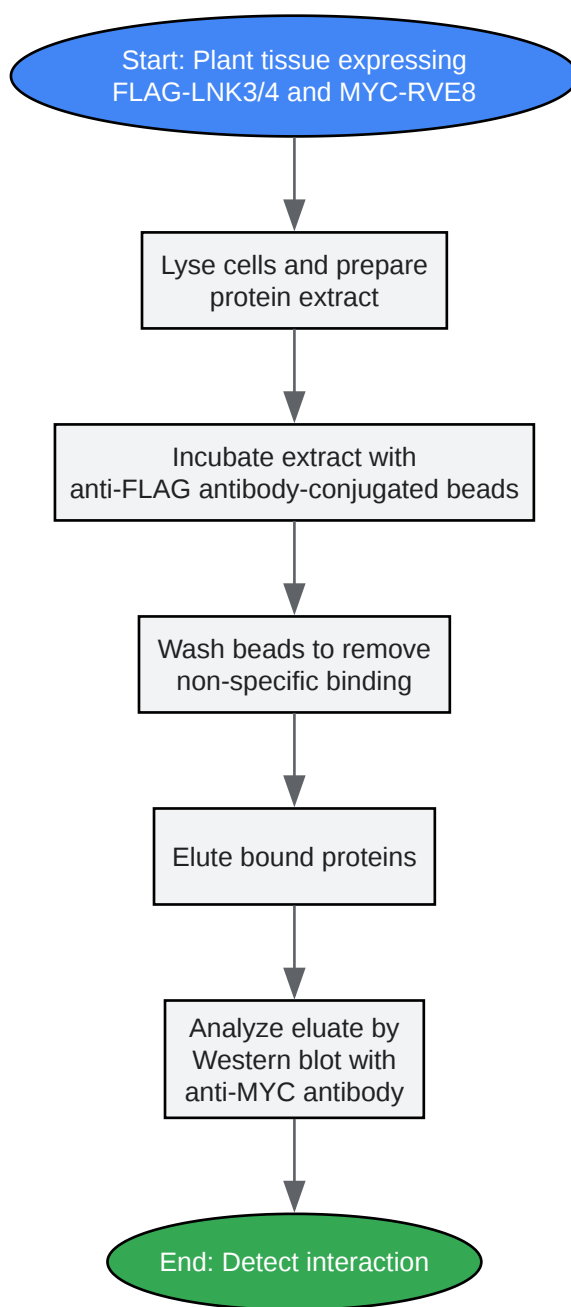 Start: Plant tissue expressing
FLAG-LNK3/4 and MYC-RVE8
Lyse cells and prepare
protein extract
Incubate extract with
anti-FLAG antibody-conjugated beads
Wash beads to remove
non-specific binding
Elute bound proteins
Analyze eluate by
Western blot with
anti-MYC antibody
End: Detect interaction